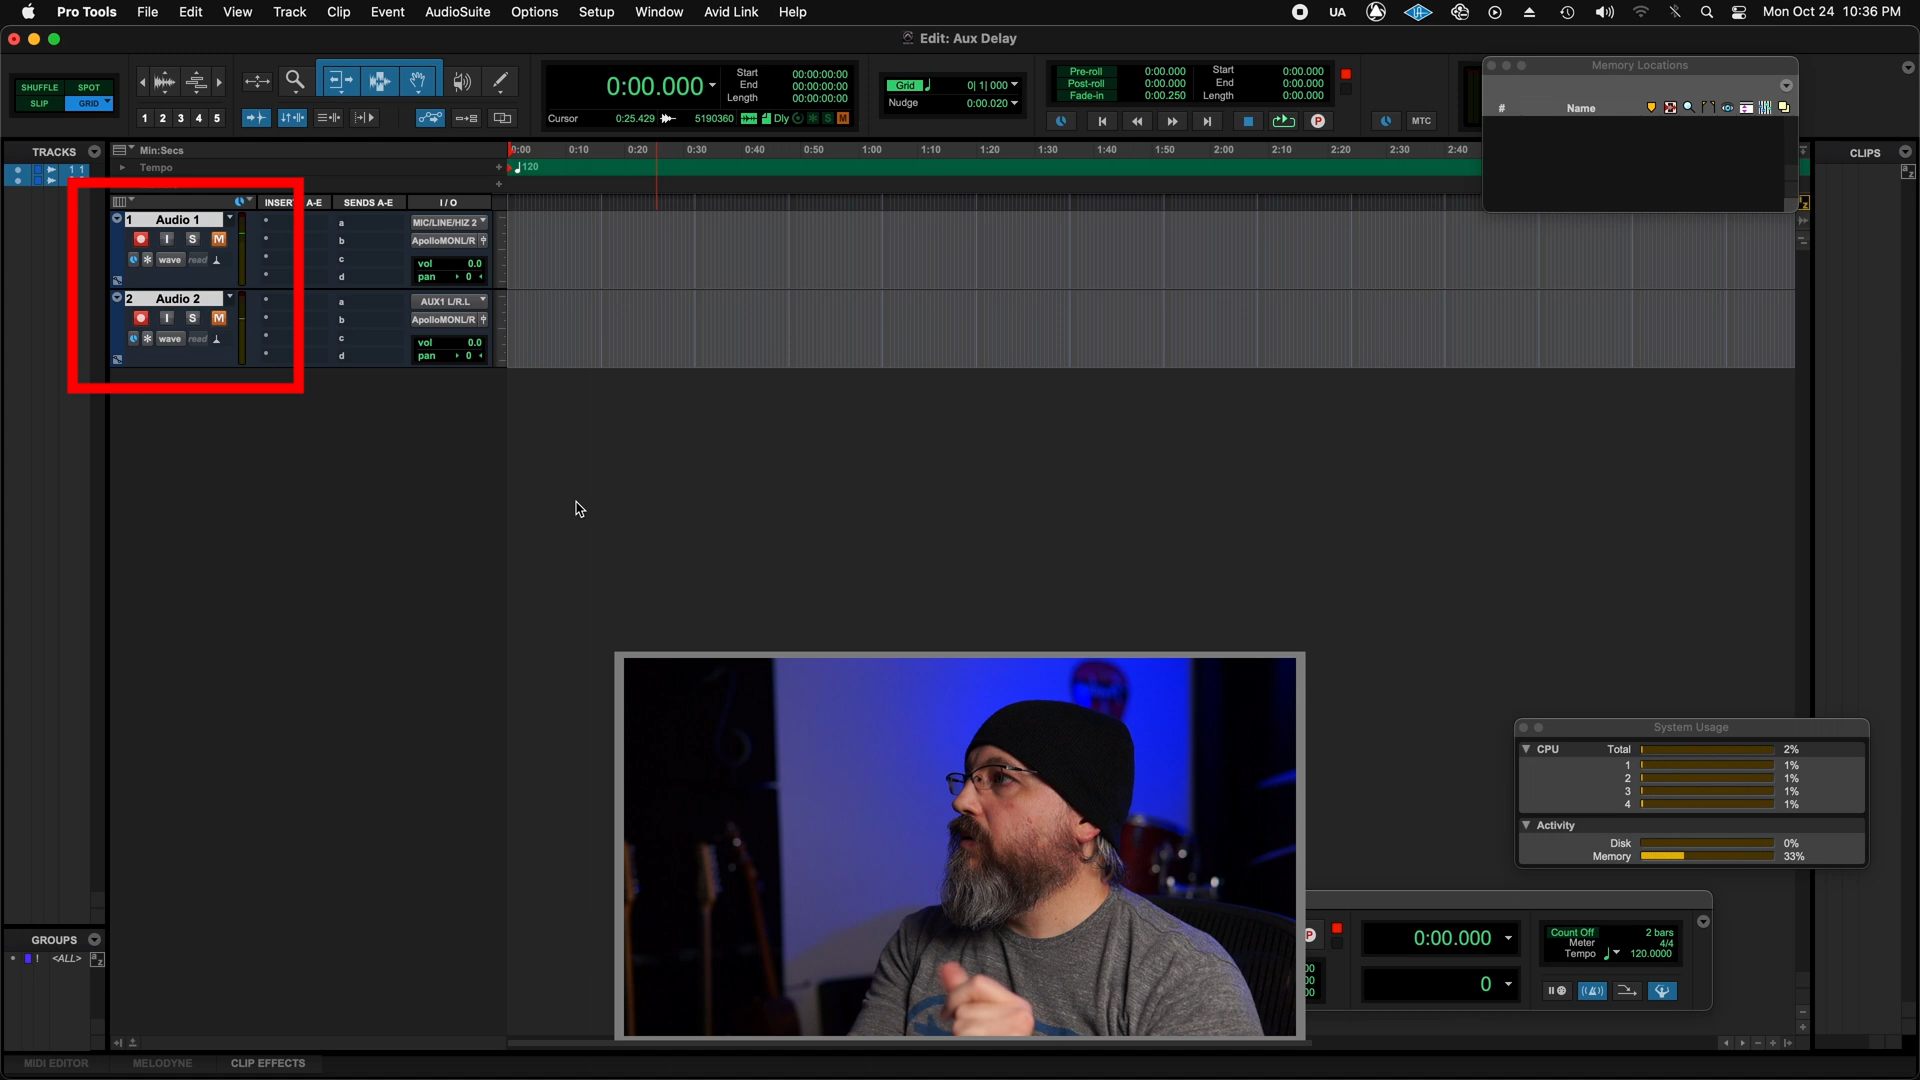 Pro Tools File Edit View Track Clip Event AudioSuite Options Setup Window Avid Link Help UA Mon Oct 24 10:36 PM
Edit: Aux Delay
SHUFFLE SPOT
SLIP GRID
1 2 3 4 5
0:00.000
Start 00:00:00:00
End 00:00:00:00
Length 00:00:00:00
Cursor 0:25.429 5190360 Dly S M
Grid 0| 1| 000
Nudge 0:00.020
Pre-roll 0:00.000
Post-roll 0:00.000
Fade-in 0:00.250
Start 0:00.000
End 0:00.000
Length 0:00.000
P
MTC
Memory Locations
# Name
TRACKS
Min:Secs
0:00 0:10 0:20 0:30 0:40 0:50 1:00 1:10 1:20 1:30 1:40 1:50 2:00 2:10 2:20 2:30 2:40
Tempo
120
CLIPS
1
INSERTS A-E SENDS A-E I / O
1 Audio 1
I S M
wave read
a
b
c
d
MIC/LINE/HIZ 2
ApolloMONL/R
vol 0.0
pan 0
2 Audio 2
I S M
wave read
a
b
c
d
AUX1 L/R.L
ApolloMONL/R
vol 0.0
pan 0
System Usage
CPU Total 2%
1 1%
2 1%
3 1%
4 1%
Activity
Disk 0%
Memory 33%
P
0:00.000
0
00
00
00
Count Off 2 bars
Meter 4/4
Tempo 120.0000
GROUPS
! <ALL> a z
MIDI EDITOR MELODYNE CLIP EFFECTS